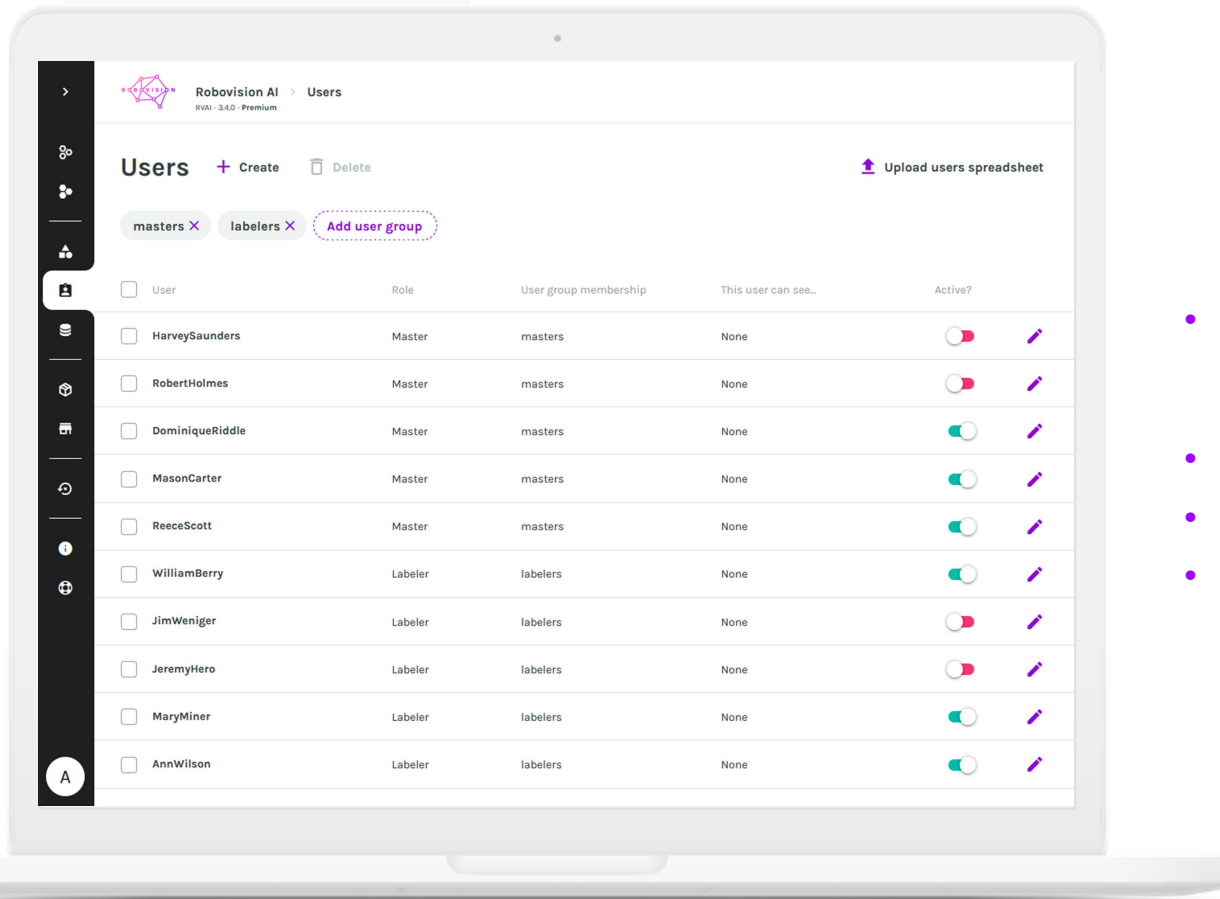 ROBOVISION
Robovision AI > Users
RVAI - 3.4.0 - Premium
Users + Create Delete Upload users spreadsheet
masters X labelers X Add user group
User Role User group membership This user can see... Active?
HarveySaunders Master masters None
RobertHolmes Master masters None
DominiqueRiddle Master masters None
MasonCarter Master masters None
ReeceScott Master masters None
WilliamBerry Labeler labelers None
JimWeniger Labeler labelers None
JeremyHero Labeler labelers None
MaryMiner Labeler labelers None
AnnWilson Labeler labelers None
A